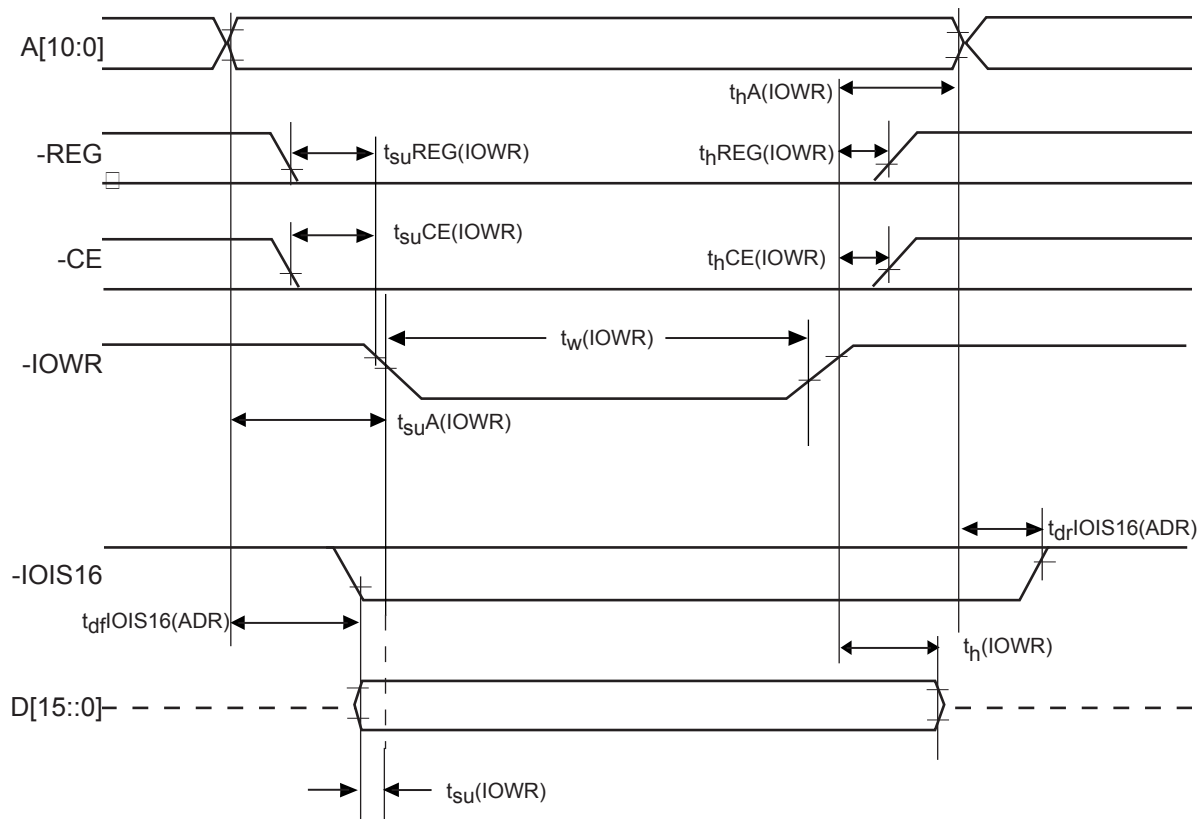 A[10:0]
thA(IOWR)
-REG
tsuREG(IOWR)
thREG(IOWR)
tsuCE(IOWR)
-CE
thCE(IOWR)
tw(IOWR)
-IOWR
tsuA(IOWR)
tdrIOIS16(ADR)
-IOIS16
tdfIOIS16(ADR)
th(IOWR)
D[15::0]
tsu(IOWR)